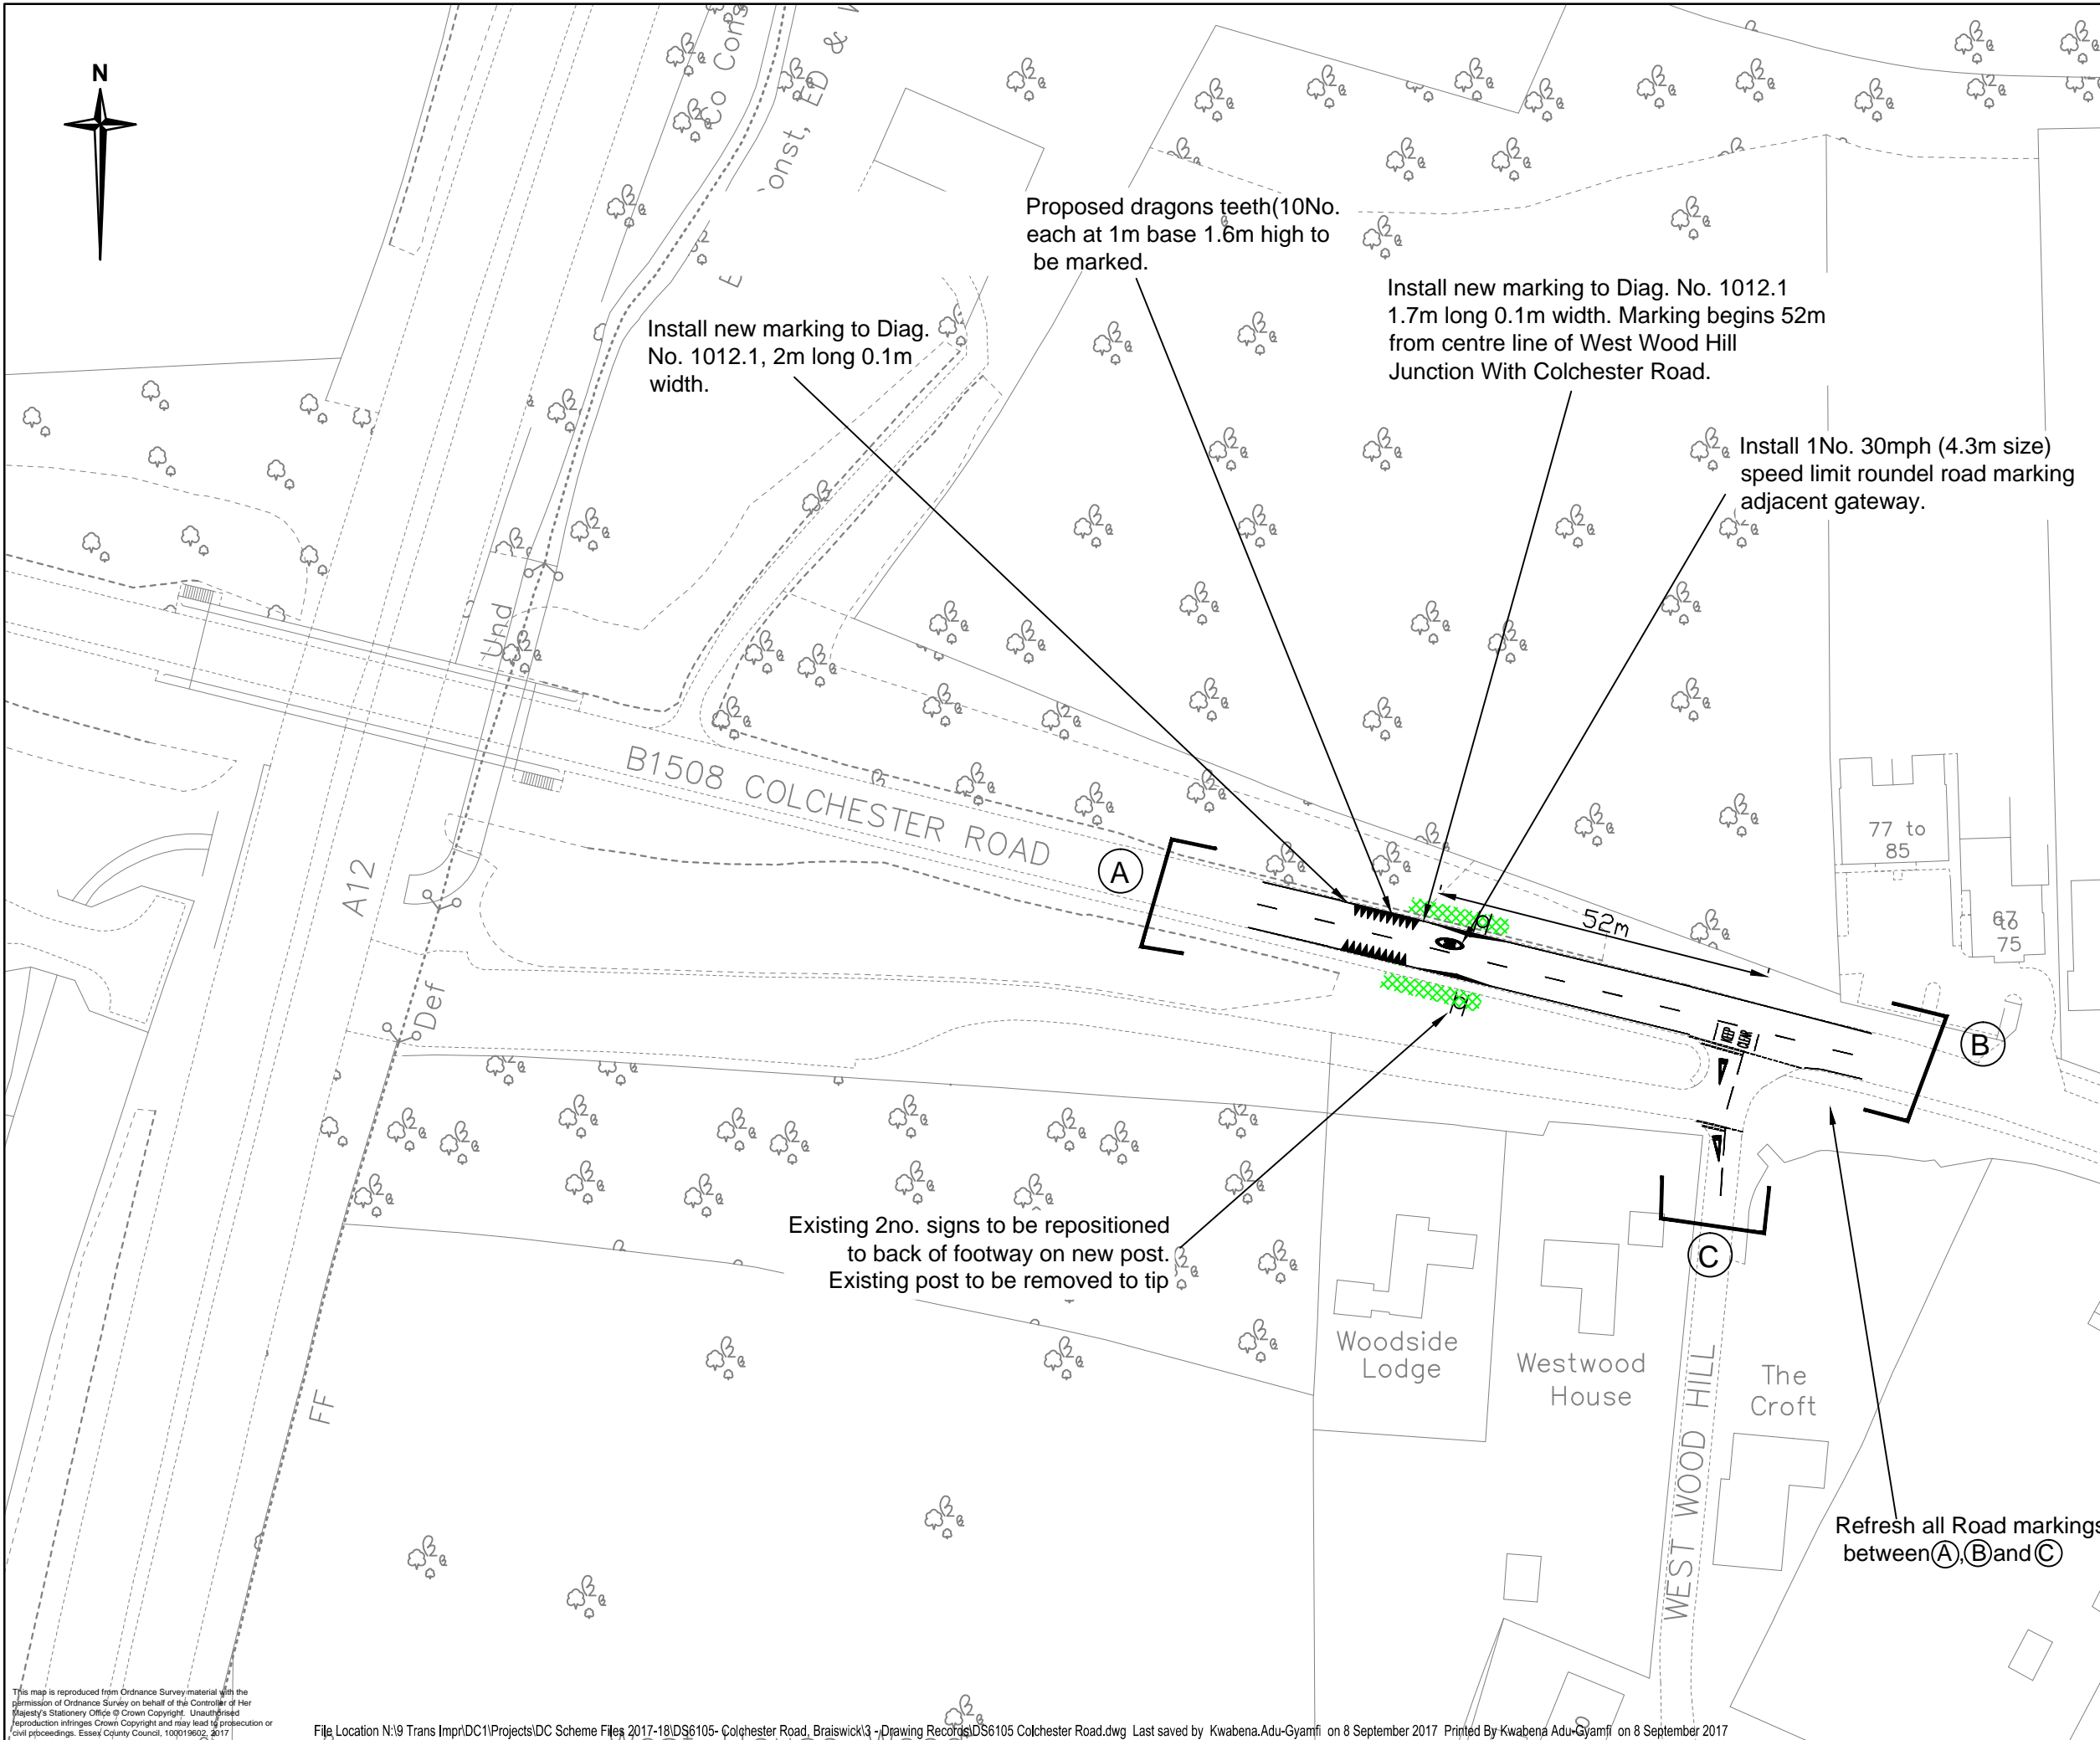 N
Co Cons
onst, ED & W
Proposed dragons teeth(10No.
each at 1m base 1.6m high to
be marked.
Install new marking to Diag. No. 1012.1
1.7m long 0.1m width. Marking begins 52m
from centre line of West Wood Hill
Junction With Colchester Road.
Install new marking to Diag.
No. 1012.1, 2m long 0.1m
width.
Install 1No. 30mph (4.3m size)
speed limit roundel road marking
adjacent gateway.
Und
B1508 COLCHESTER ROAD
A12
Def
FF
A
52m
77 to
85
67
to
75
KEEP
CLEAR
B
C
Existing 2no. signs to be repositioned
to back of footway on new post.
Existing post to be removed to tip
Woodside
Lodge
Westwood
House
The
Croft
WEST WOOD HILL
Refresh all Road markings
between A, B and C
This map is reproduced from Ordnance Survey material with the
permission of Ordnance Survey on behalf of the Controller of Her
Majesty's Stationery Office © Crown Copyright. Unauthorised
reproduction infringes Crown Copyright and may lead to prosecution or
civil proceedings. Essex County Council, 100019602, 2017
File Location N:\9 Trans Impr\DC1\Projects\DC Scheme Files 2017-18\DS6105- Colchester Road, Braiswick\3 - Drawing Records\DS6105 Colchester Road.dwg Last saved by Kwabena.Adu-Gyamfi on 8 September 2017 Printed By Kwabena Adu-Gyamfi on 8 September 2017